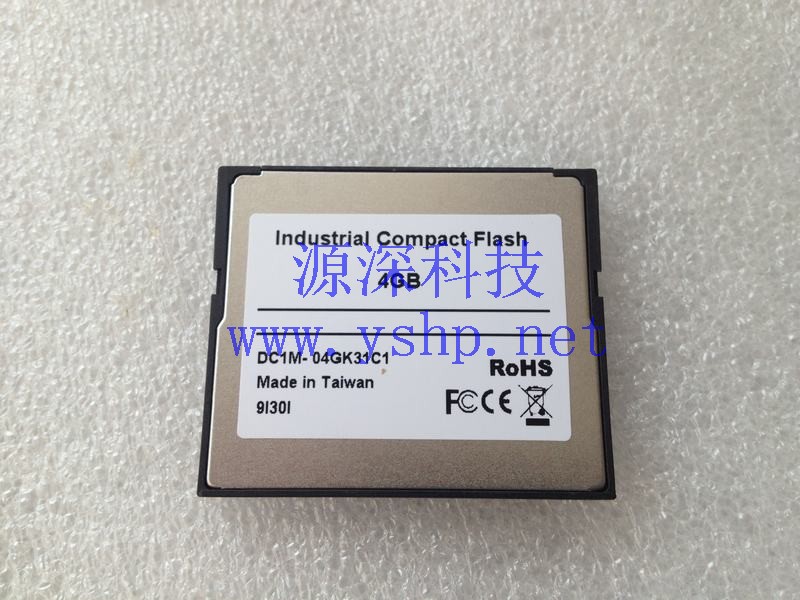 Industrial Compact Flash
源深科技
4GB
www.yshp.net
DC1M- 04GK31C1
RoHS
Made in Taiwan
9I30I
FC CE